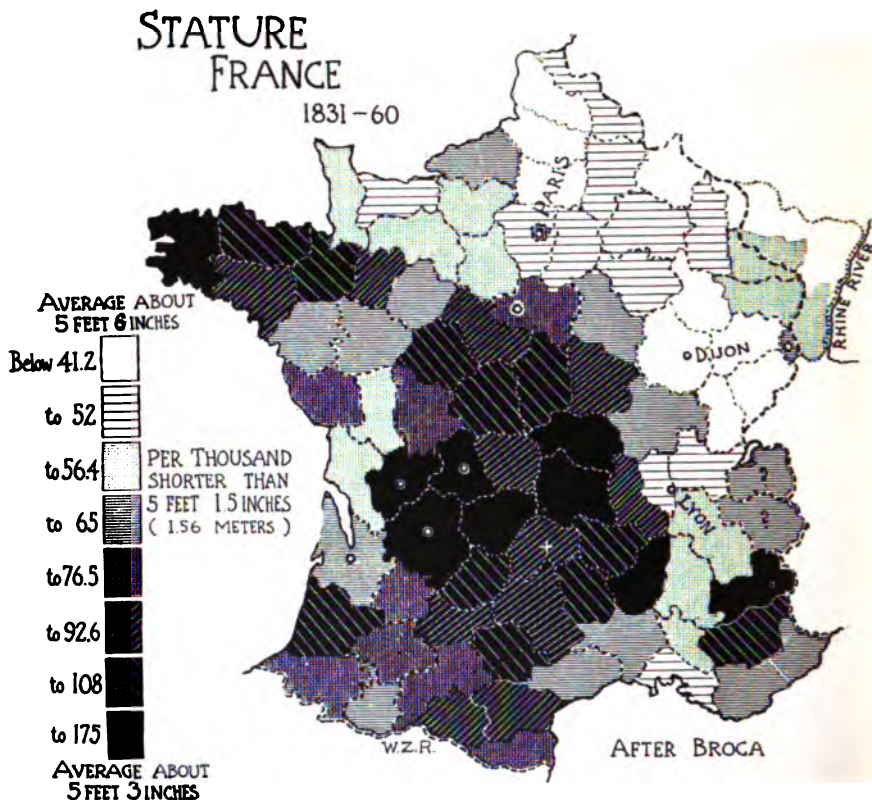 STATURE
FRANCE
1831-60
PARIS
RHINE RIVER
DIJON
LYON
?
?
AVERAGE ABOUT
5 FEET 6 INCHES
Below 41.2
to 52
to 56.4
to 65
to 76.5
to 92.6
to 108
to 175
AVERAGE ABOUT
5 FEET 3 INCHES
PER THOUSAND
SHORTER THAN
5 FEET 1.5 INCHES
(1.56 METERS)
W.Z.R.
AFTER BROCA